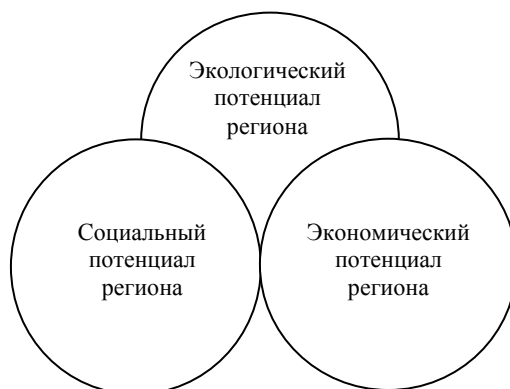 Экологический
потенциал
региона
Социальный
потенциал
региона
Экономический
потенциал
региона